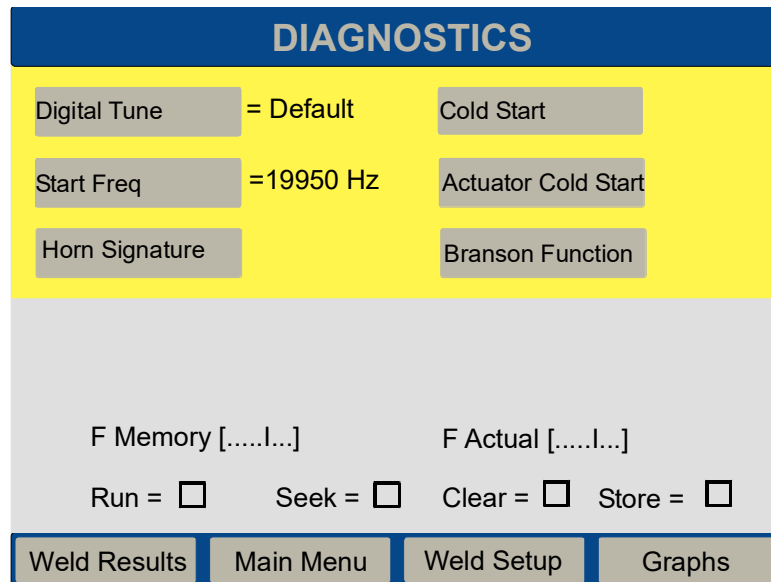 DIAGNOSTICS
Digital Tune = Default Cold Start
Start Freq =19950 Hz Actuator Cold Start
Horn Signature Branson Function
F Memory [.....I...] F Actual [.....I...]
Run = Seek = Clear = Store =
Weld Results Main Menu Weld Setup Graphs